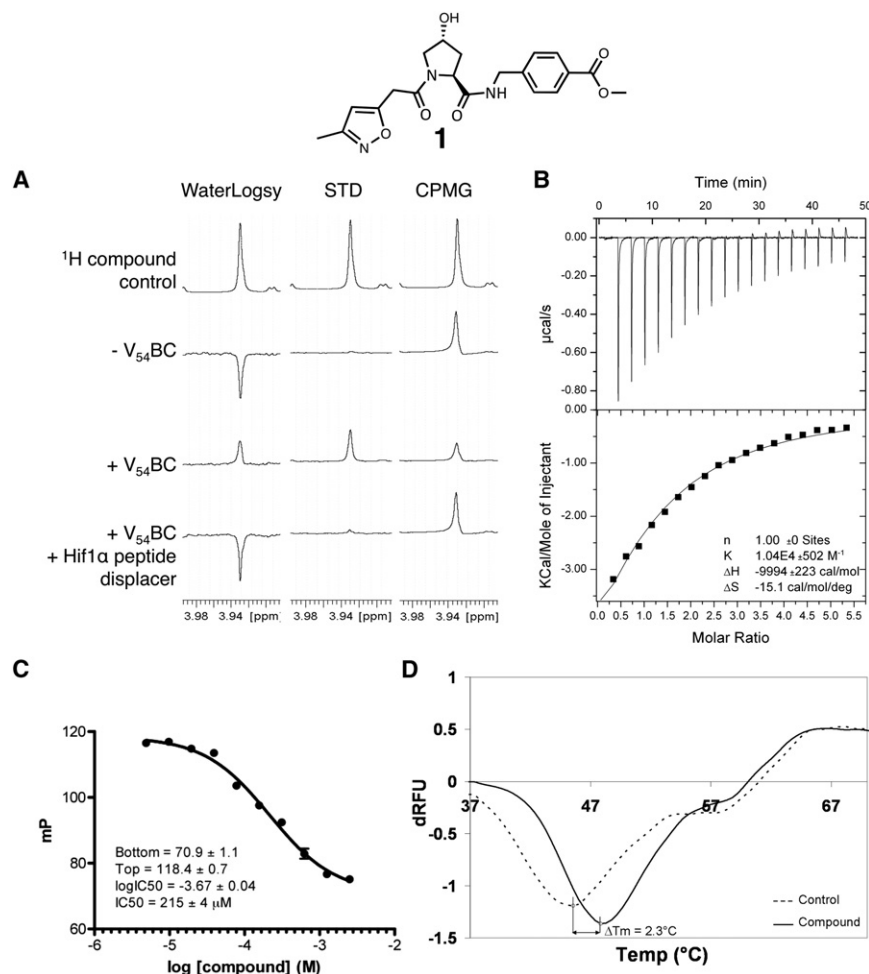 OH
N
O
O
NH
O
O
O
N
1
A
WaterLogsy STD CPMG
¹H compound
control
- V₅₄BC
+ V₅₄BC
+ V₅₄BC
+ Hif1α peptide
displacer
3.98 3.94 [ppm] 3.98 3.94 [ppm] 3.98 3.94 [ppm]
B
Time (min)
0 5 10 15 20 25 30 35 40 45 50
0.00
-0.20
-0.40
-0.60
-0.80
0.00
µcal/s
-1.00
-2.00
-3.00
KCal/Mole of Injectant
n 1.00 ±0 Sites
K 1.04E4 ±502 M⁻¹
ΔH -9994 ±223 cal/mol
ΔS -15.1 cal/mol/deg
0.0 0.5 1.0 1.5 2.0 2.5 3.0 3.5 4.0 4.5 5.0 5.5
Molar Ratio
C
120
100
80
60
mP
Bottom = 70.9 ± 1.1
Top = 118.4 ± 0.7
logIC50 = -3.67 ± 0.04
IC50 = 215 ± 4 µM
-6 -5 -4 -3 -2
log [compound] (M)
D
1
0.5
0
-0.5
-1
-1.5
dRFU
37 47 57 67
ΔTm = 2.3°C
Control
Compound
Temp (°C)